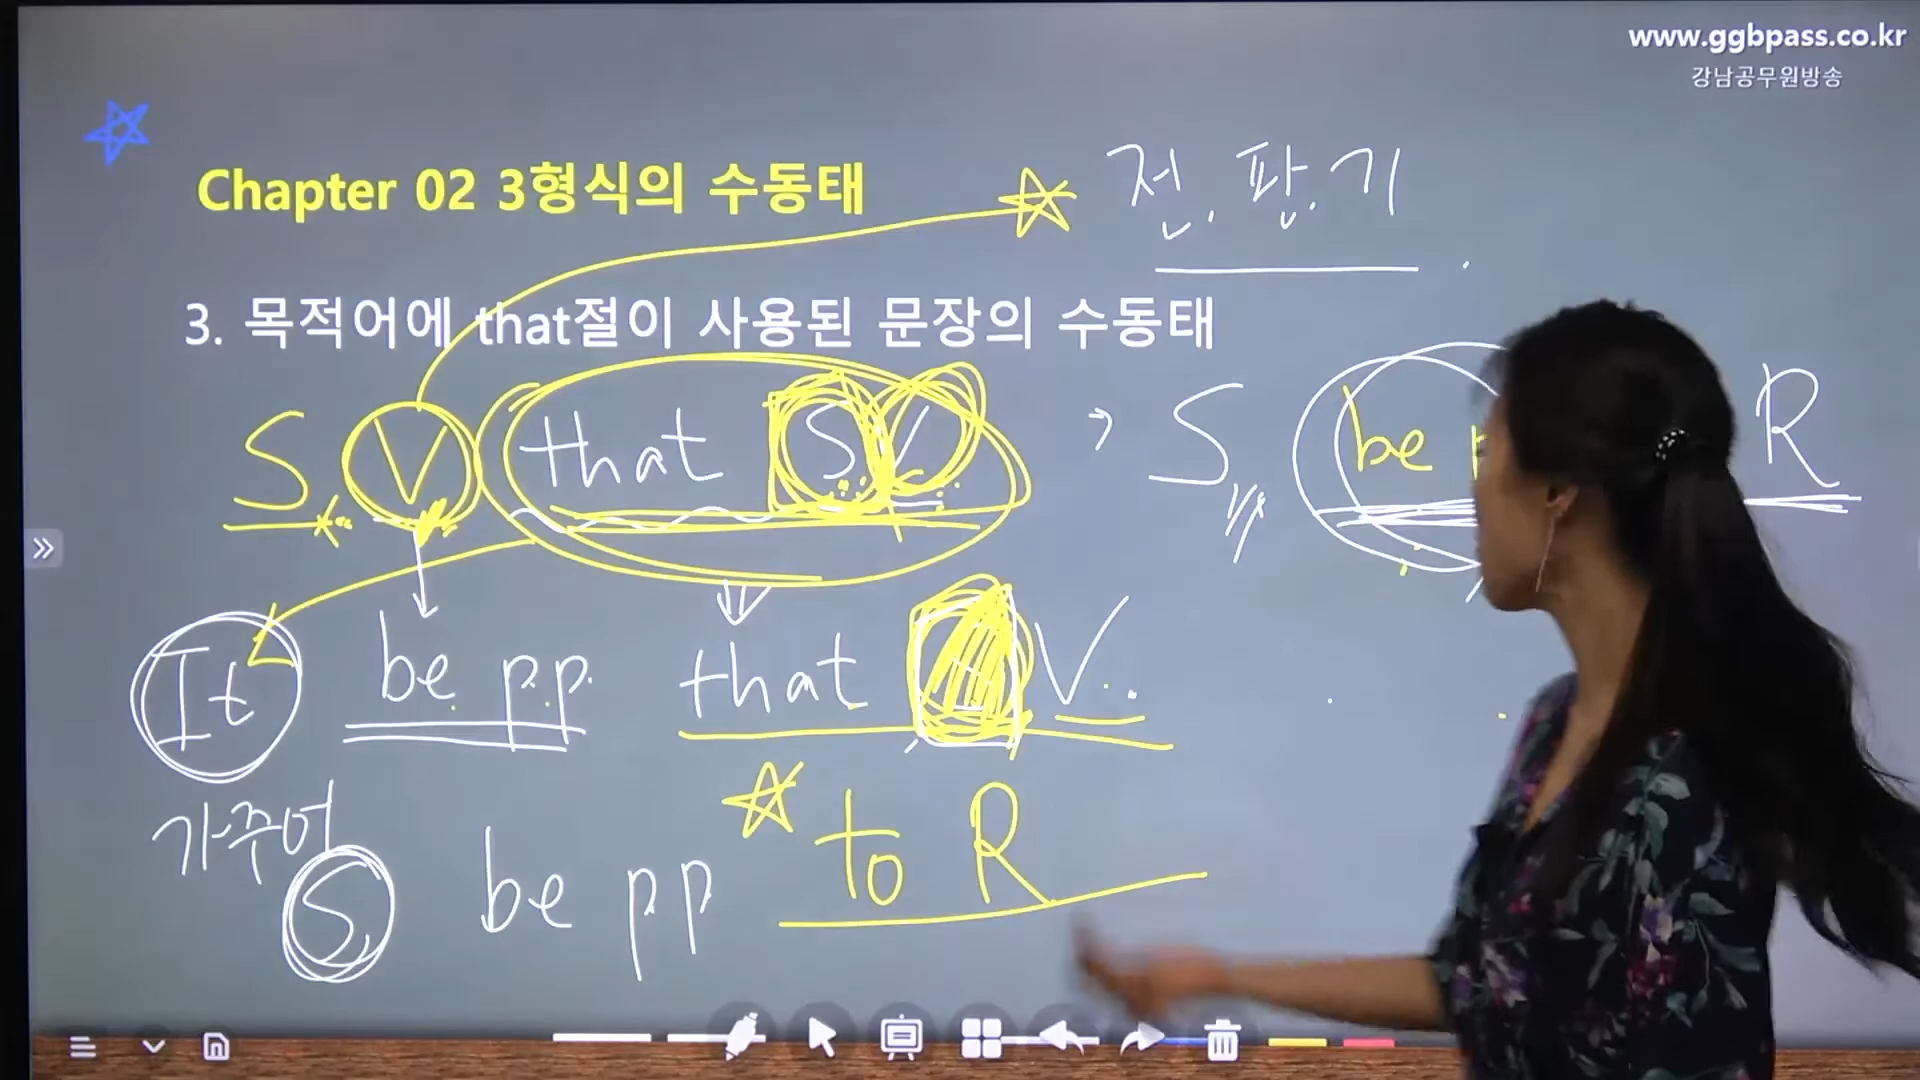 www.ggbpass.co.kr
강남공무원방송
Chapter 02 3형식의 수동태
전. 판. 기
3. 목적어에 that절이 사용된 문장의 수동태
S V that S V
S be R
It be pp. that V..
가주어
S be pp to R